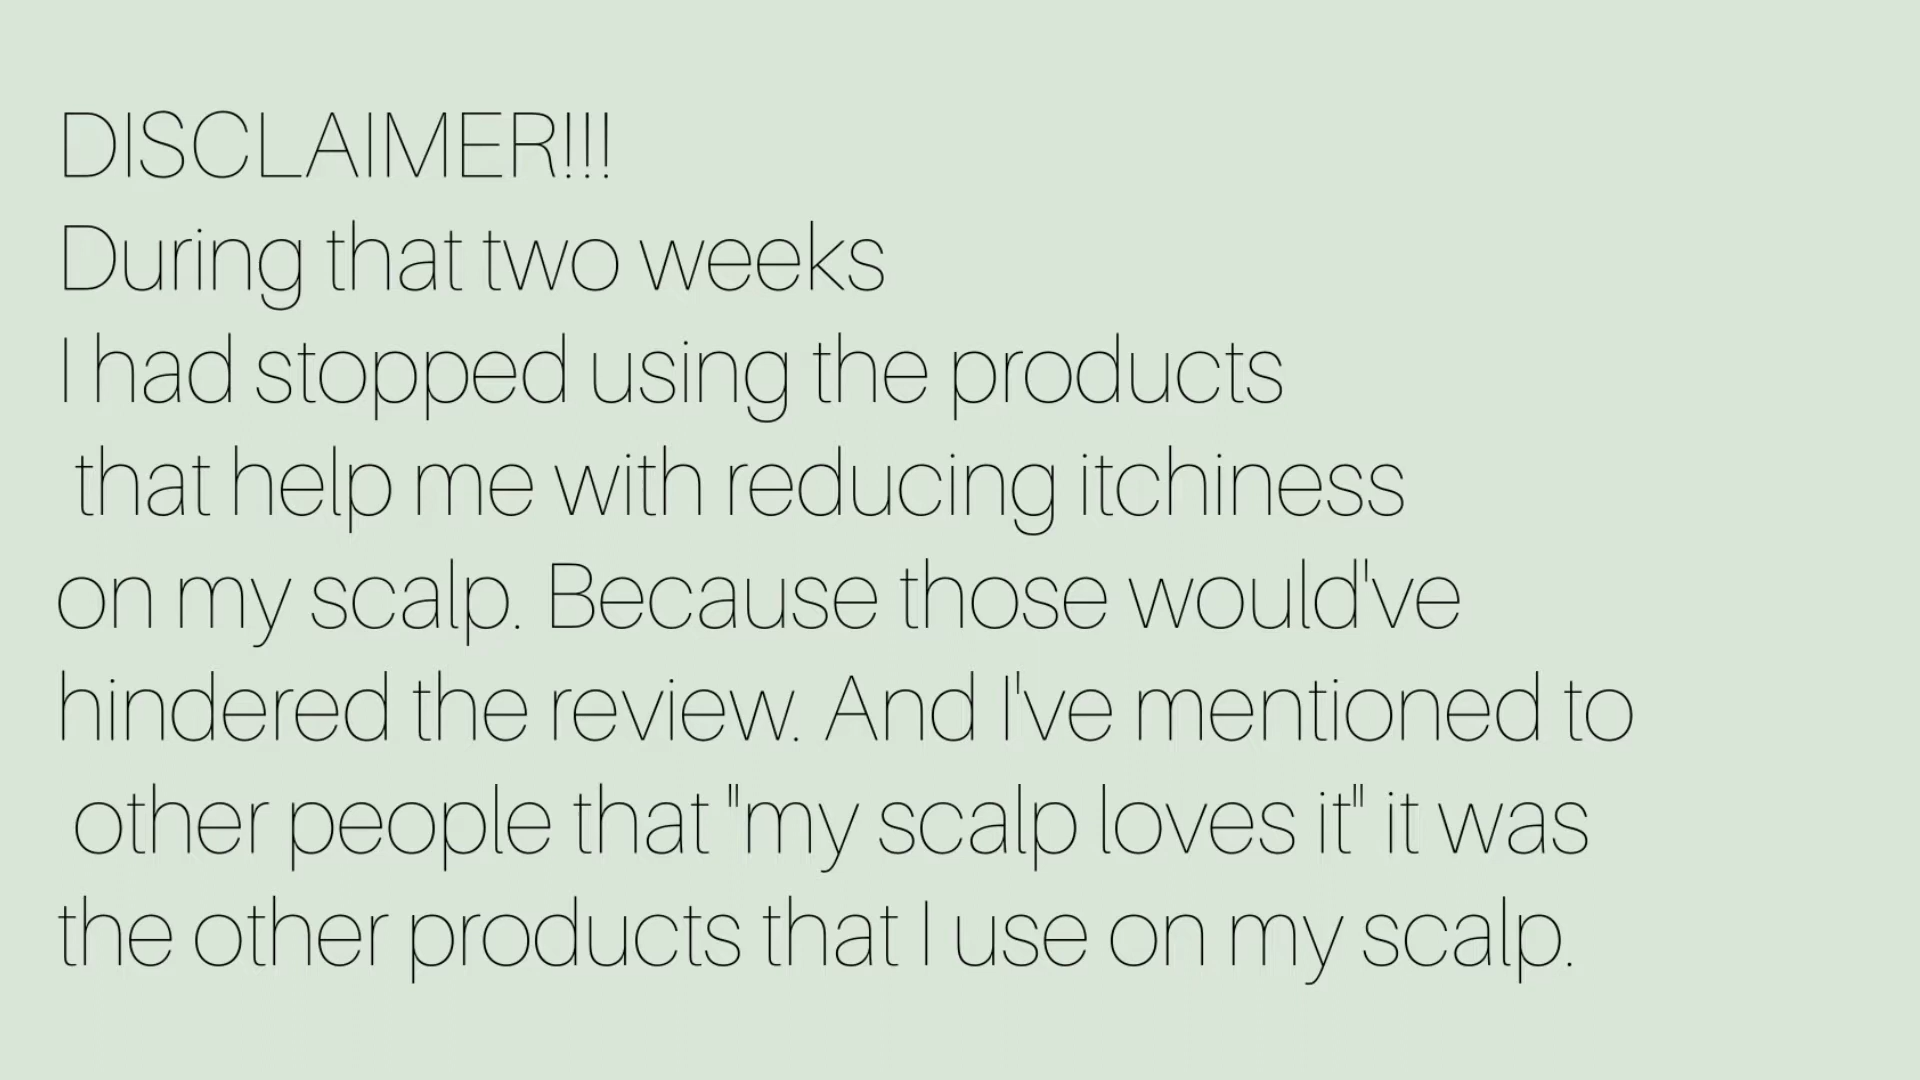 DISCLAIMER!!!
During that two weeks
I had stopped using the products
that help me with reducing itchiness
on my scalp. Because those would've
hindered the review. And I've mentioned to
other people that "my scalp loves it" it was
the other products that I use on my scalp.